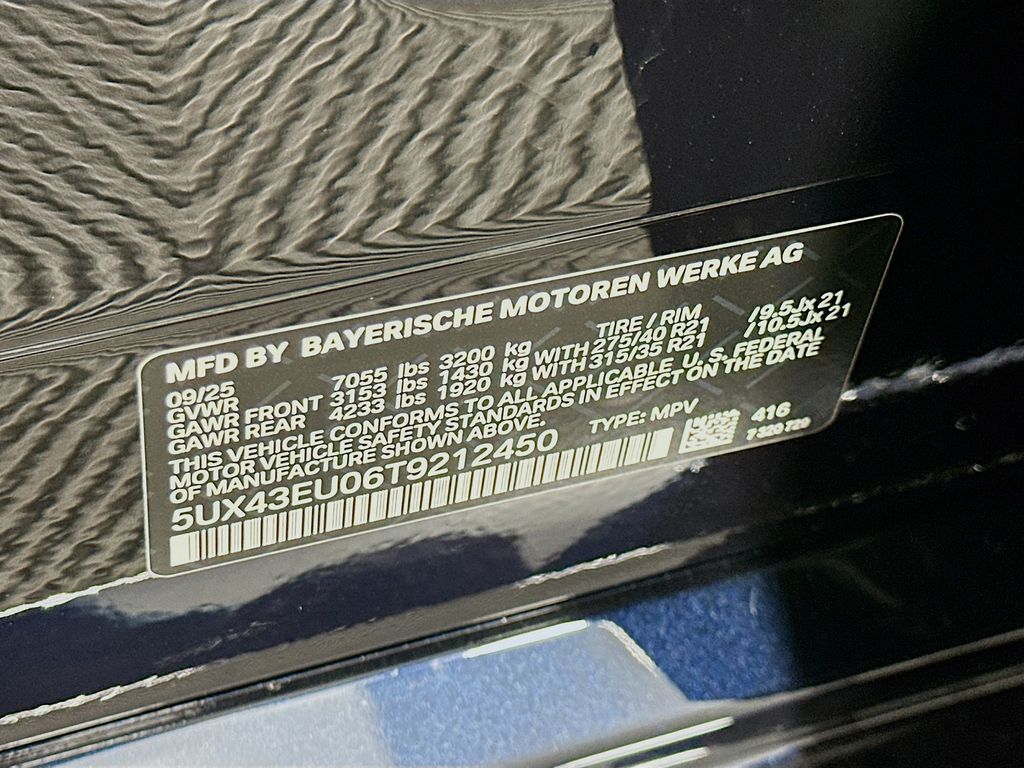 MFD BY BAYERISCHE MOTOREN WERKE AG
09/25 TIRE / RIM
GVWR 7055 lbs 3200 kg
GAWR FRONT 3153 lbs 1430 kg WITH 275/40 R21 /9.5Jx21
GAWR REAR 4233 lbs 1920 kg WITH 315/35 R21 /10.5Jx21
THIS VEHICLE CONFORMS TO ALL APPLICABLE U. S. FEDERAL
MOTOR VEHICLE SAFETY STANDARDS IN EFFECT ON THE DATE
OF MANUFACTURE SHOWN ABOVE.
TYPE: MPV 416
5UX43EU06T9212450
7 320 720